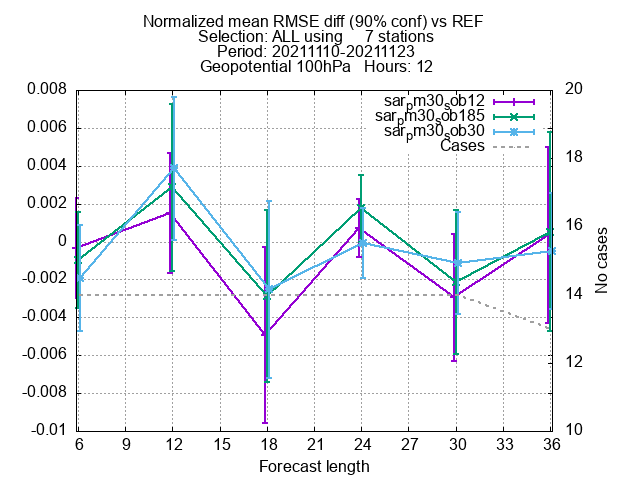 Normalized mean RMSE diff (90% conf) vs REF
Selection: ALL using     7 stations
Period: 20211110-20211123
Geopotential 100hPa   Hours: 12
sarpm30sob12
sarpm30sob185
sarpm30sob30
Cases
0.008
0.006
0.004
0.002
0
-0.002
-0.004
-0.006
-0.008
-0.01
20
18
16
14
12
10
No cases
6 9 12 15 18 21 24 27 30 33 36
Forecast length